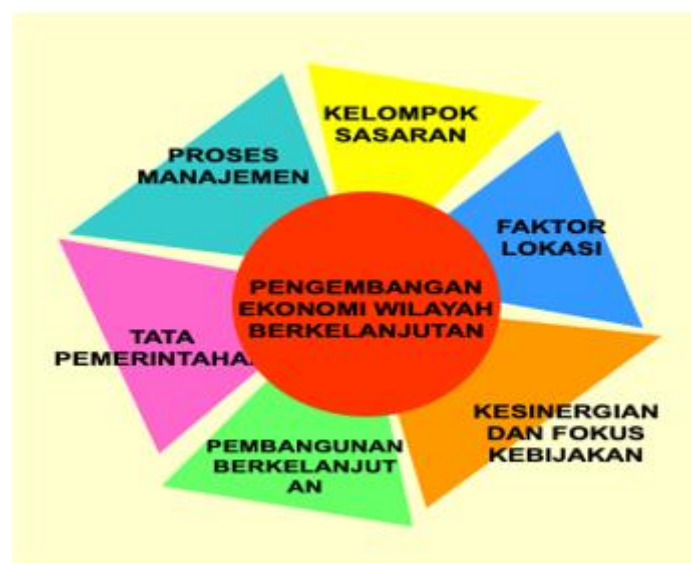 KELOMPOK
SASARAN
PROSES
MANAJEMEN
FAKTOR
LOKASI
PENGEMBANGAN
EKONOMI WILAYAH
BERKELANJUTAN
TATA
PEMERINTAHA
KESINERGIAN
DAN FOKUS
KEBIJAKAN
PEMBANGUNAN
BERKELANJUT
AN